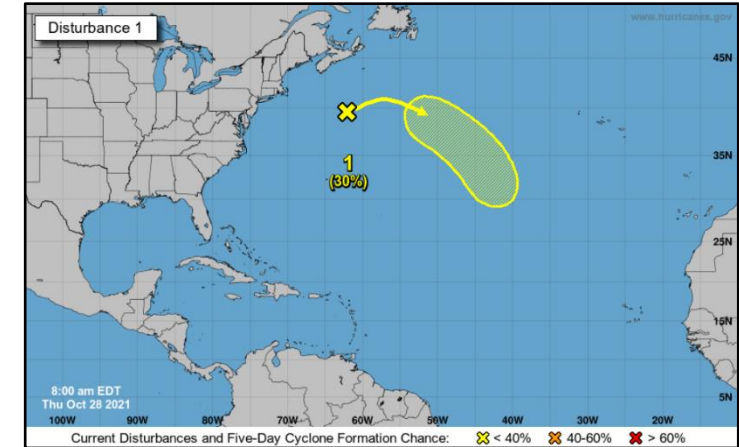 Disturbance 1
www.hurricanes.gov
45N
35N
25N
15N
5N
1
(30%)
8:00 am EDT
Thu Oct 28 2021
100W 90W 80W 70W 60W 50W 40W 30W 20W
Current Disturbances and Five-Day Cyclone Formation Chance: < 40% 40-60% > 60%